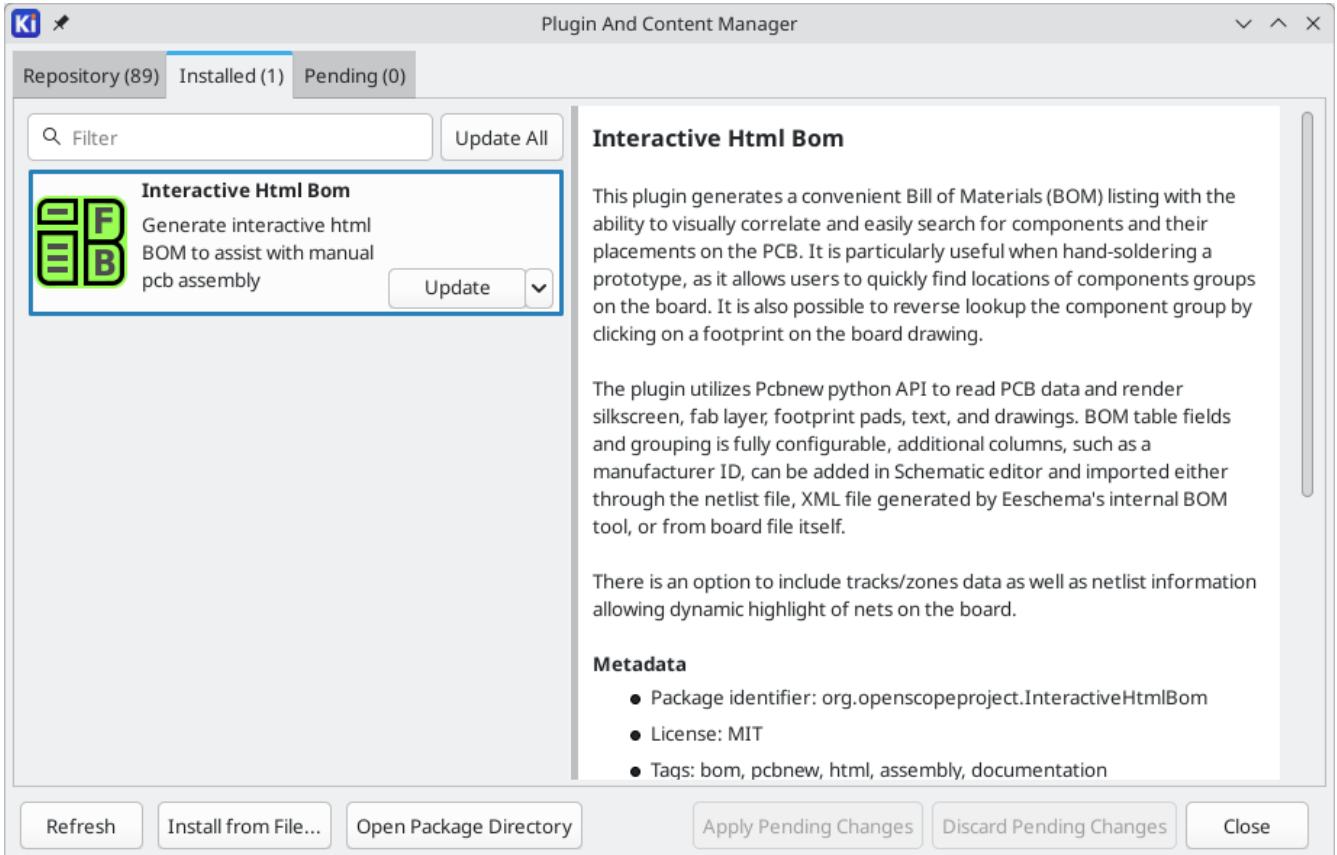 Ki
Plugin And Content Manager
Repository (89) Installed (1) Pending (0)
Filter
Update All
Interactive Html Bom
Generate interactive html
BOM to assist with manual
pcb assembly
F
B
Update
Interactive Html Bom
This plugin generates a convenient Bill of Materials (BOM) listing with the
ability to visually correlate and easily search for components and their
placements on the PCB. It is particularly useful when hand-soldering a
prototype, as it allows users to quickly find locations of components groups
on the board. It is also possible to reverse lookup the component group by
clicking on a footprint on the board drawing.
The plugin utilizes Pcbnew python API to read PCB data and render
silkscreen, fab layer, footprint pads, text, and drawings. BOM table fields
and grouping is fully configurable, additional columns, such as a
manufacturer ID, can be added in Schematic editor and imported either
through the netlist file, XML file generated by Eeschema's internal BOM
tool, or from board file itself.
There is an option to include tracks/zones data as well as netlist information
allowing dynamic highlight of nets on the board.
Metadata
● Package identifier: org.openscopeproject.InteractiveHtmlBom
● License: MIT
● Tags: bom, pcbnew, html, assembly, documentation
Refresh Install from File... Open Package Directory Apply Pending Changes Discard Pending Changes Close